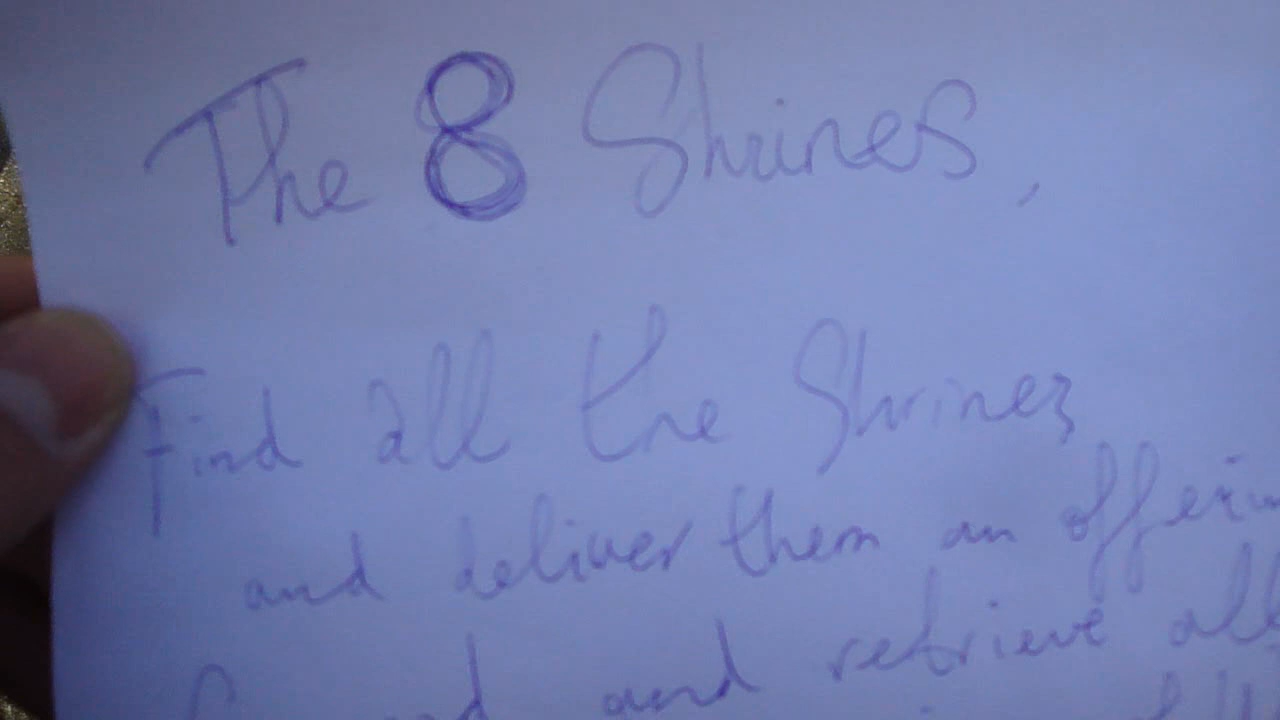 The 8 Shrines,
Find all the Shrines
and deliver them an
and retrieve